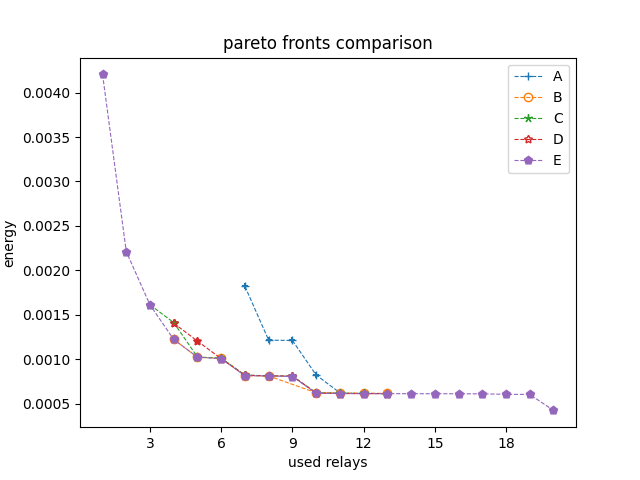 pareto fronts comparison
A
B
C
D
E
energy
0.0040
0.0035
0.0030
0.0025
0.0020
0.0015
0.0010
0.0005
3 6 9 12 15 18
used relays